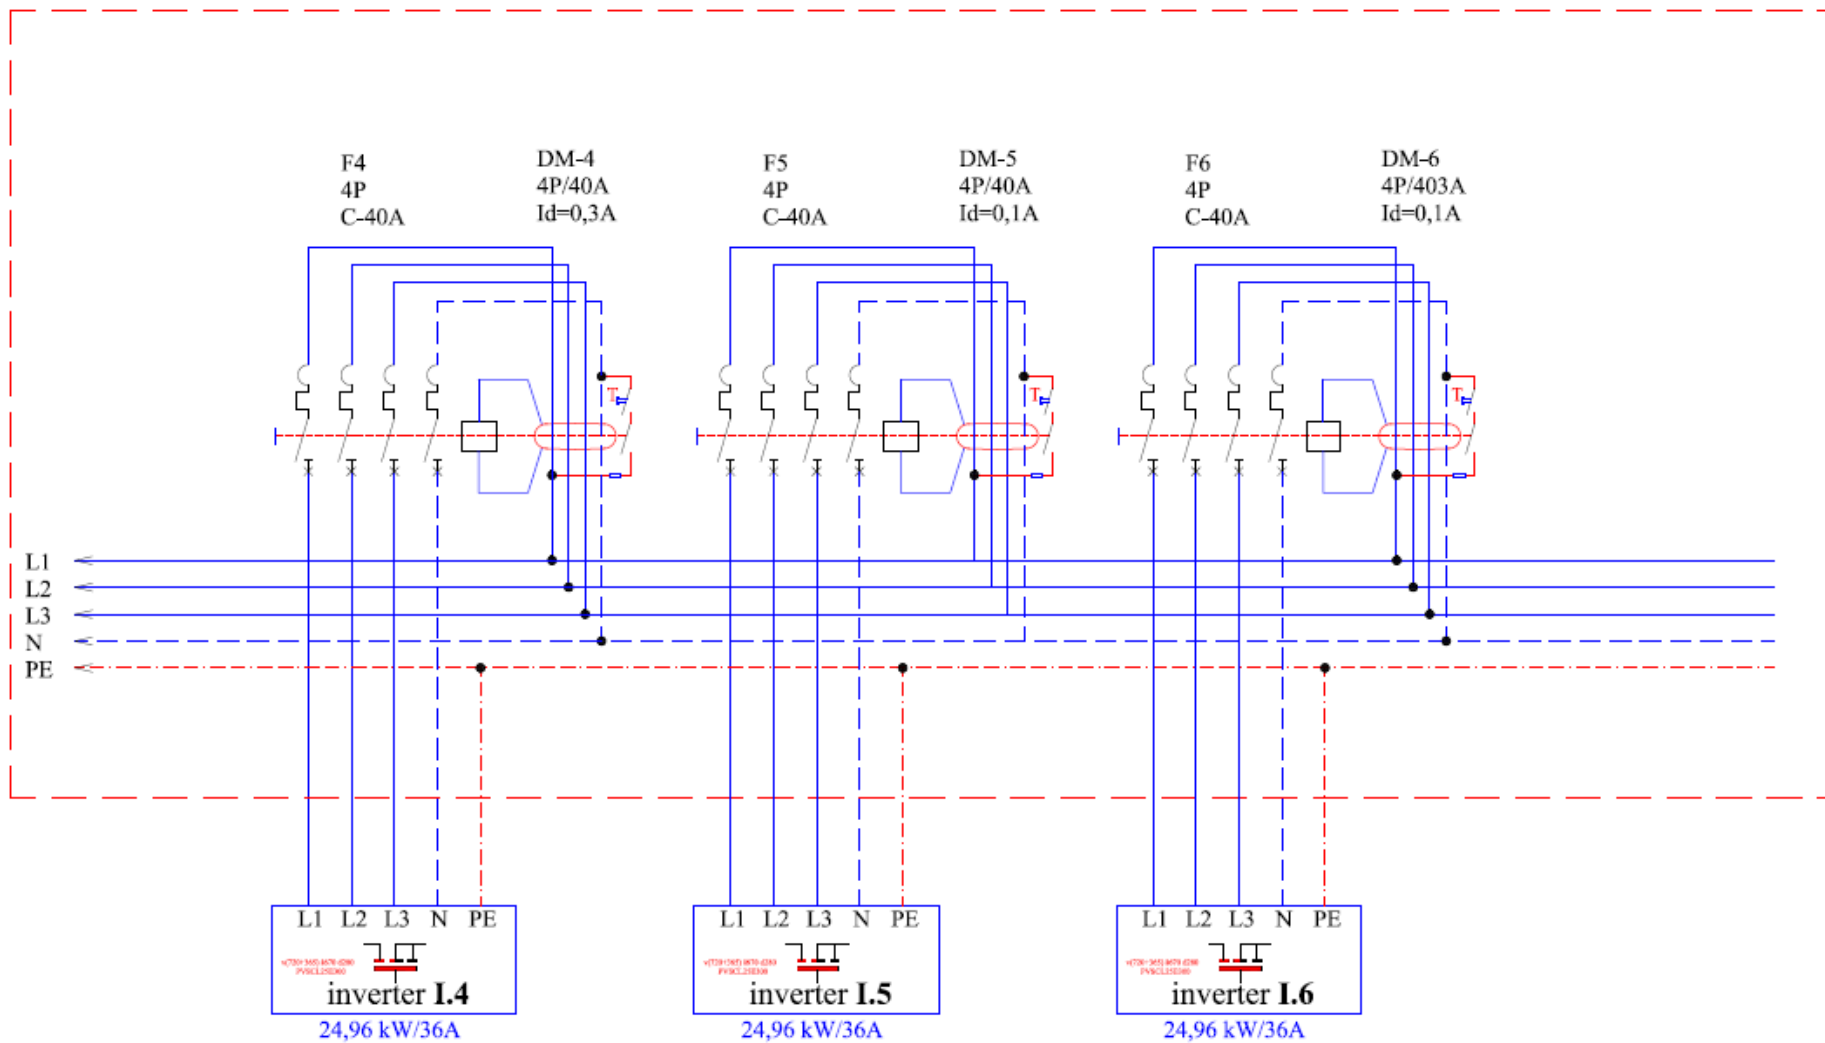 F4
4P
C-40A
DM-4
4P/40A
Id=0,3A
F5
4P
C-40A
DM-5
4P/40A
Id=0,1A
F6
4P
C-40A
DM-6
4P/403A
Id=0,1A
T
T
T
L1
L2
L3
N
PE
L1 L2 L3 N PE
inverter I.4
24,96 kW/36A
L1 L2 L3 N PE
inverter I.5
24,96 kW/36A
L1 L2 L3 N PE
inverter I.6
24,96 kW/36A